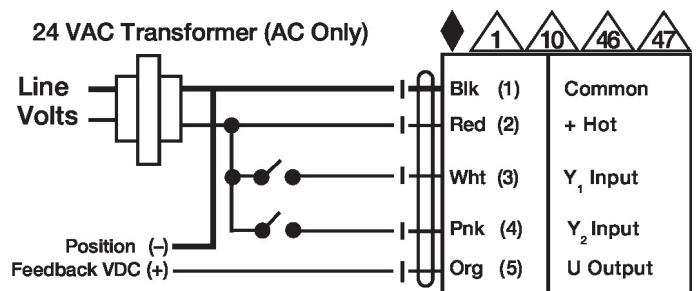 24 VAC Transformer (AC Only)
1 10 46 47
Line
Volts
Blk (1) Common
Red (2) + Hot
Wht (3) Y1 Input
Pnk (4) Y2 Input
Position (–)
Feedback VDC (+)
Org (5) U Output